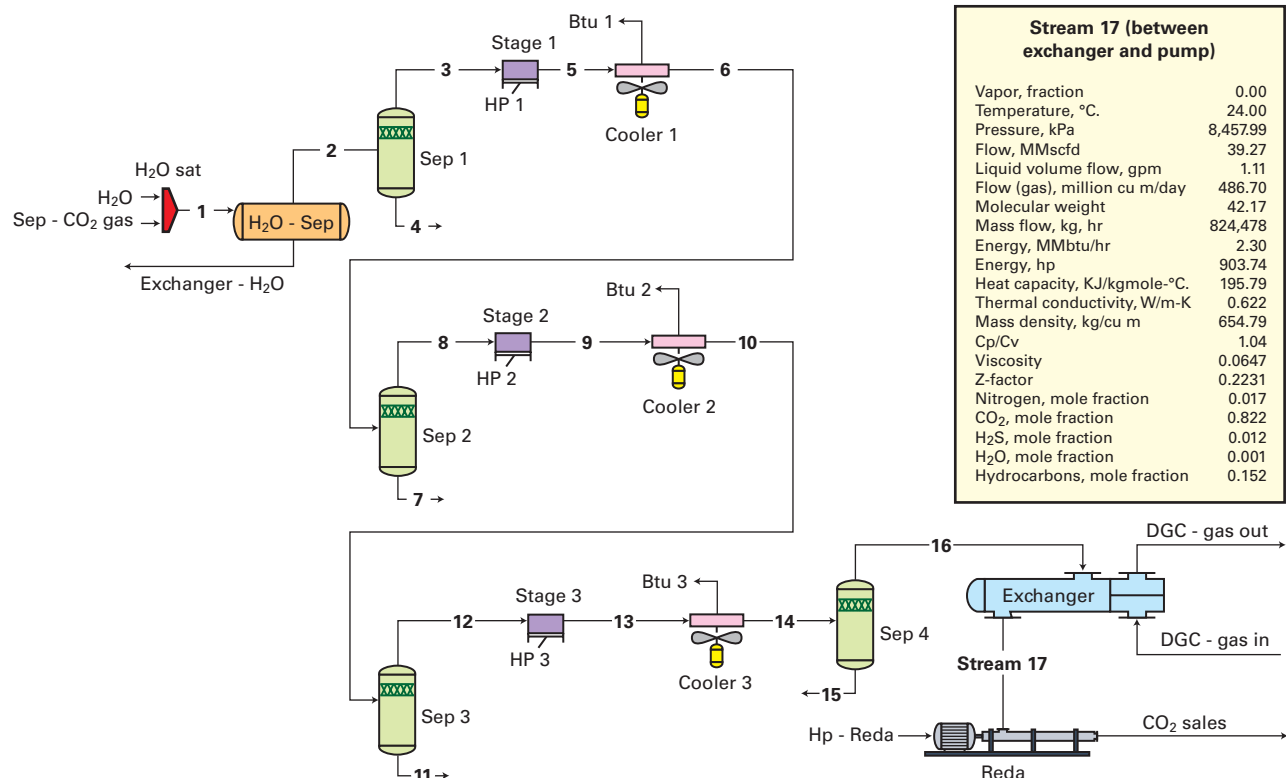 Btu 1
Stage 1
3
5
6
HP 1
Cooler 1
2
Sep 1
H2O sat
H2O
Sep - CO2 gas
1
H2O - Sep
4
Exchanger - H2O
Btu 2
Stage 2
8
9
10
HP 2
Cooler 2
Sep 2
7
16
DGC - gas out
Btu 3
Stage 3
12
13
14
Exchanger
HP 3
Cooler 3
Sep 4
DGC - gas in
Stream 17
15
Sep 3
Hp - Reda
CO2 sales
11
Reda
Stream 17 (between
exchanger and pump)
Vapor, fraction 0.00
Temperature, °C. 24.00
Pressure, kPa 8,457.99
Flow, MMscfd 39.27
Liquid volume flow, gpm 1.11
Flow (gas), million cu m/day 486.70
Molecular weight 42.17
Mass flow, kg, hr 824,478
Energy, MMbtu/hr 2.30
Energy, hp 903.74
Heat capacity, KJ/kgmole-°C. 195.79
Thermal conductivity, W/m-K 0.622
Mass density, kg/cu m 654.79
Cp/Cv 1.04
Viscosity 0.0647
Z-factor 0.2231
Nitrogen, mole fraction 0.017
CO2, mole fraction 0.822
H2S, mole fraction 0.012
H2O, mole fraction 0.001
Hydrocarbons, mole fraction 0.152